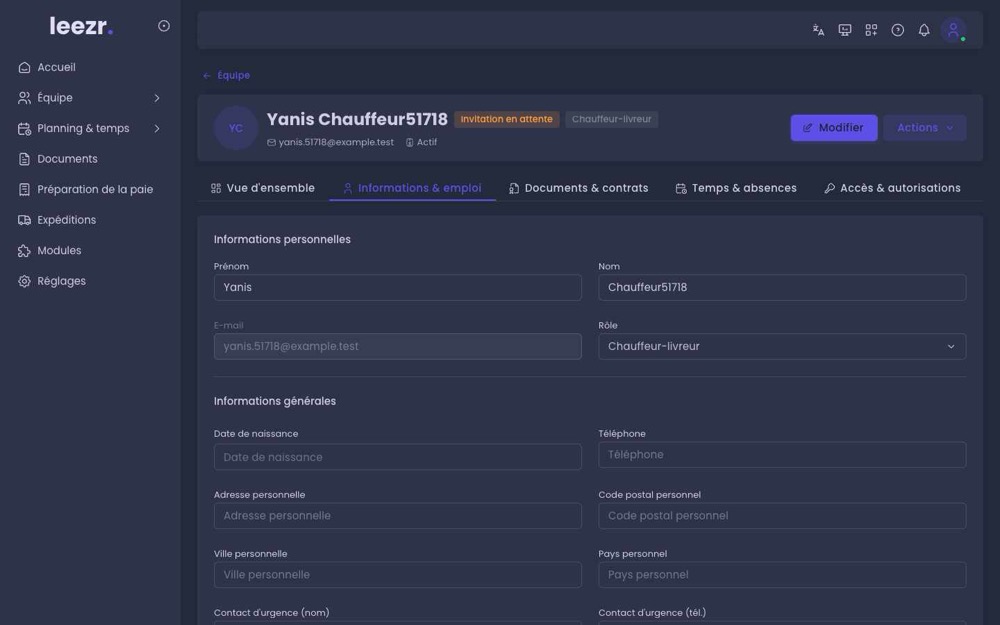 leezr.
Accueil
Équipe
Planning & temps
Documents
Préparation de la paie
Expéditions
Modules
Réglages
← Équipe
YC
Yanis Chauffeur51718
Invitation en attente
Chauffeur-livreur
yanis.51718@example.test
Actif
Modifier
Actions
Vue d'ensemble
Informations & emploi
Documents & contrats
Temps & absences
Accès & autorisations
Informations personnelles
Prénom
Nom
Yanis
Chauffeur51718
E-mail
Rôle
yanis.51718@example.test
Chauffeur-livreur
Informations générales
Date de naissance
Téléphone
Date de naissance
Téléphone
Adresse personnelle
Code postal personnel
Adresse personnelle
Code postal personnel
Ville personnelle
Pays personnel
Ville personnelle
Pays personnel
Contact d'urgence (nom)
Contact d'urgence (tél.)